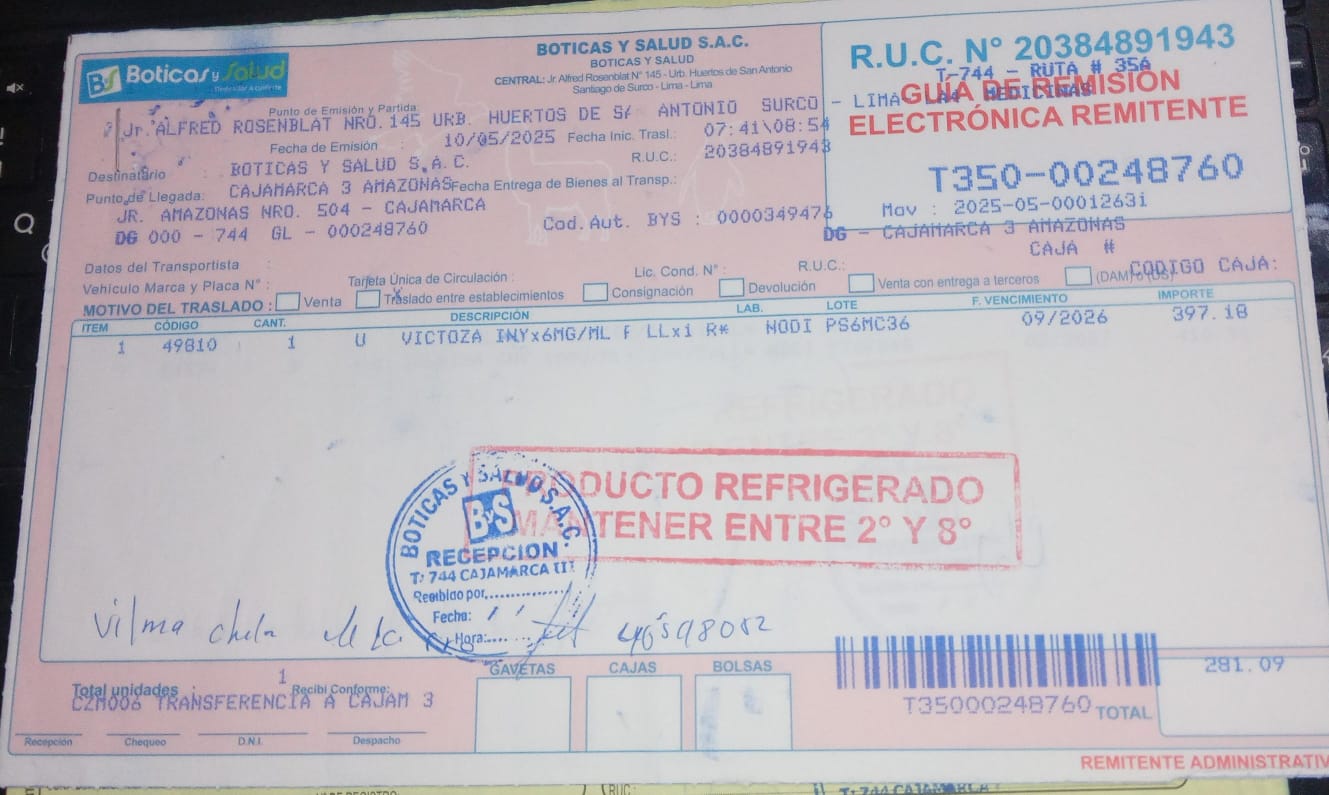 BS Boticas y Salud
BOTICAS Y SALUD S.A.C.
BOTICAS Y SALUD
CENTRAL: Jr. Alfred Rosenblat N° 145 - Urb. Huertos de San Antonio
Santiago de Surco - Lima - Lima
R.U.C. N° 20384891943
T-744 - RUTA # 35A
GUÍA DE REMISIÓN
MEDICINAS
ELECTRÓNICA REMITENTE
T350-00248760
Mov : 2025-05-00012631
DG - CAJAMARCA 3 AMAZONAS
CAJA #
CODIGO CAJA:
Punto de Emisión y Partida:
Jr. ALFRED ROSENBLAT NRO. 145 URB. HUERTOS DE S/ ANTONIO SURCO - LIMA
Fecha de Emisión : 10/05/2025 Fecha Inic. Trasl.: 07:41\08:54
Destinatario : BOTICAS Y SALUD S.A.C. R.U.C.: 20384891943
Punto de Llegada: CAJAMARCA 3 AMAZONAS Fecha Entrega de Bienes al Transp.:
JR. AMAZONAS NRO. 504 - CAJAMARCA
DG 000 - 744 GL - 000248760 Cod. Aut. BYS : 0000349476
Datos del Transportista :
Vehículo Marca y Placa N° : Tarjeta Única de Circulación : Lic. Cond. N° : R.U.C.:
MOTIVO DEL TRASLADO : Venta Traslado entre establecimientos Consignación Devolución Venta con entrega a terceros (DAM)
ITEM CÓDIGO CANT. DESCRIPCIÓN LAB. LOTE F. VENCIMIENTO IMPORTE
1 49810 1 U VICTOZA INYx6MG/ML F LLx1 R* NODI PS6MC36 09/2026 397.18
PRODUCTO REFRIGERADO
MANTENER ENTRE 2° Y 8°
BOTICAS Y SALUD S.A.C.
B&S
RECEPCION
T: 744 CAJAMARCA III
Recibido por
Fecha: / /
Hora:
Vilma
GAVETAS CAJAS BOLSAS
281.09
T35000248760
TOTAL
Total unidades : 1 Recibi Conforme:
CZM006 TRANSFERENCIA A CAJAM 3
Recepción Chequeo D.N.I. Despacho
REMITENTE ADMINISTRATIV
RUC:
T: 744 CAJAMARCA